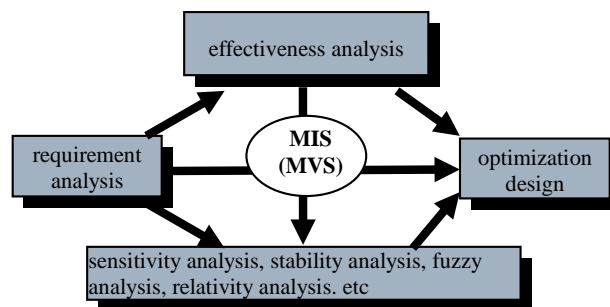 effectiveness analysis
MIS
(MVS)
requirement
analysis
optimization
design
sensitivity analysis, stability analysis, fuzzy
analysis, relativity analysis. etc